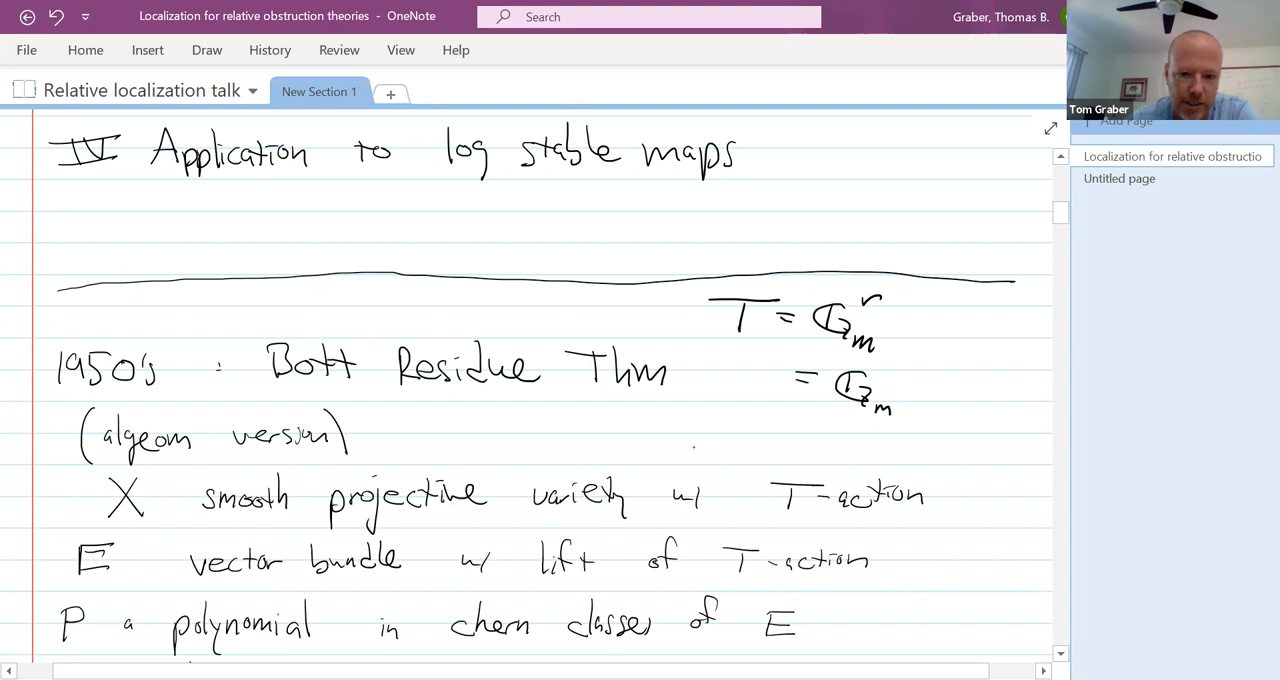 Localization for relative obstruction theories - OneNote
Search
Graber, Thomas B.
File Home Insert Draw History Review View Help
Relative localization talk
New Section 1
Tom Graber
Add Page
Localization for relative obstructio
Untitled page
IV Application to log stable maps
T = 𝔾_m^r
= 𝔾_m
1950's : Bott Residue Thm
(algeom version)
X smooth projective variety w/ T-action
E vector bundle w/ lift of T-action
P a polynomial in chern classes of E